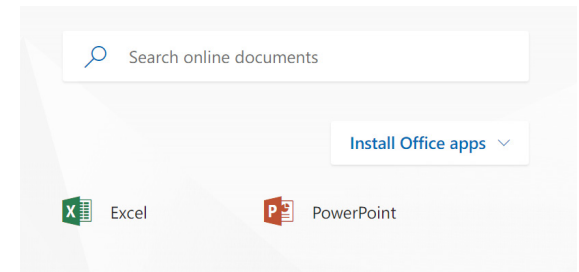 Search online documents
Install Office apps
X Excel
P PowerPoint